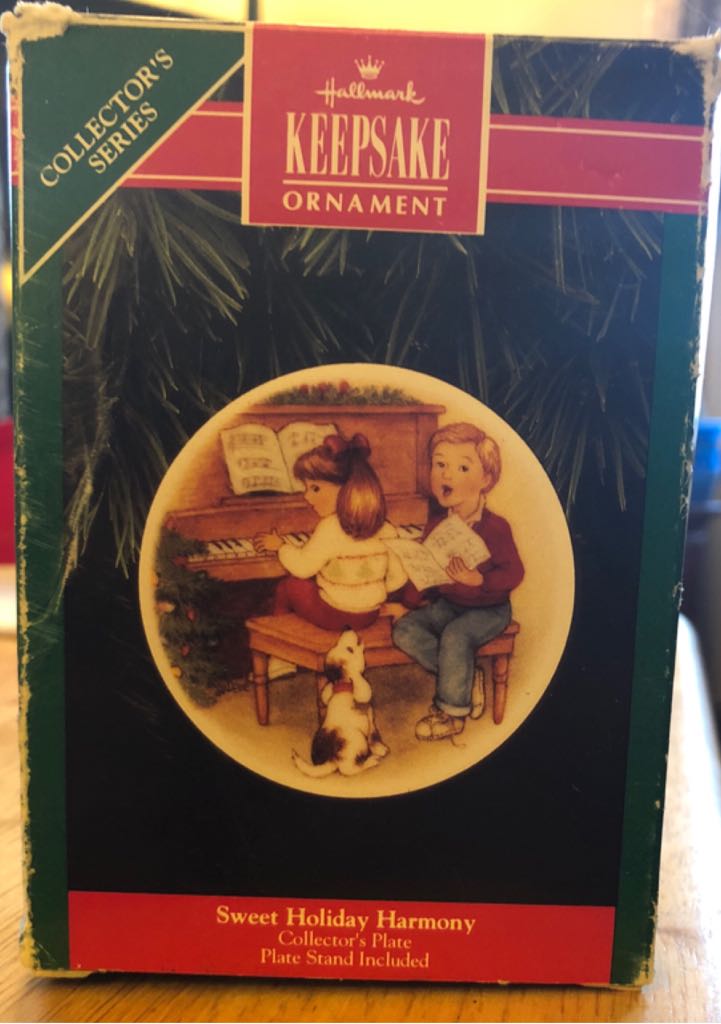 COLLECTOR'S
SERIES
Hallmark
KEEPSAKE
ORNAMENT
Sweet Holiday Harmony
Collector's Plate
Plate Stand Included